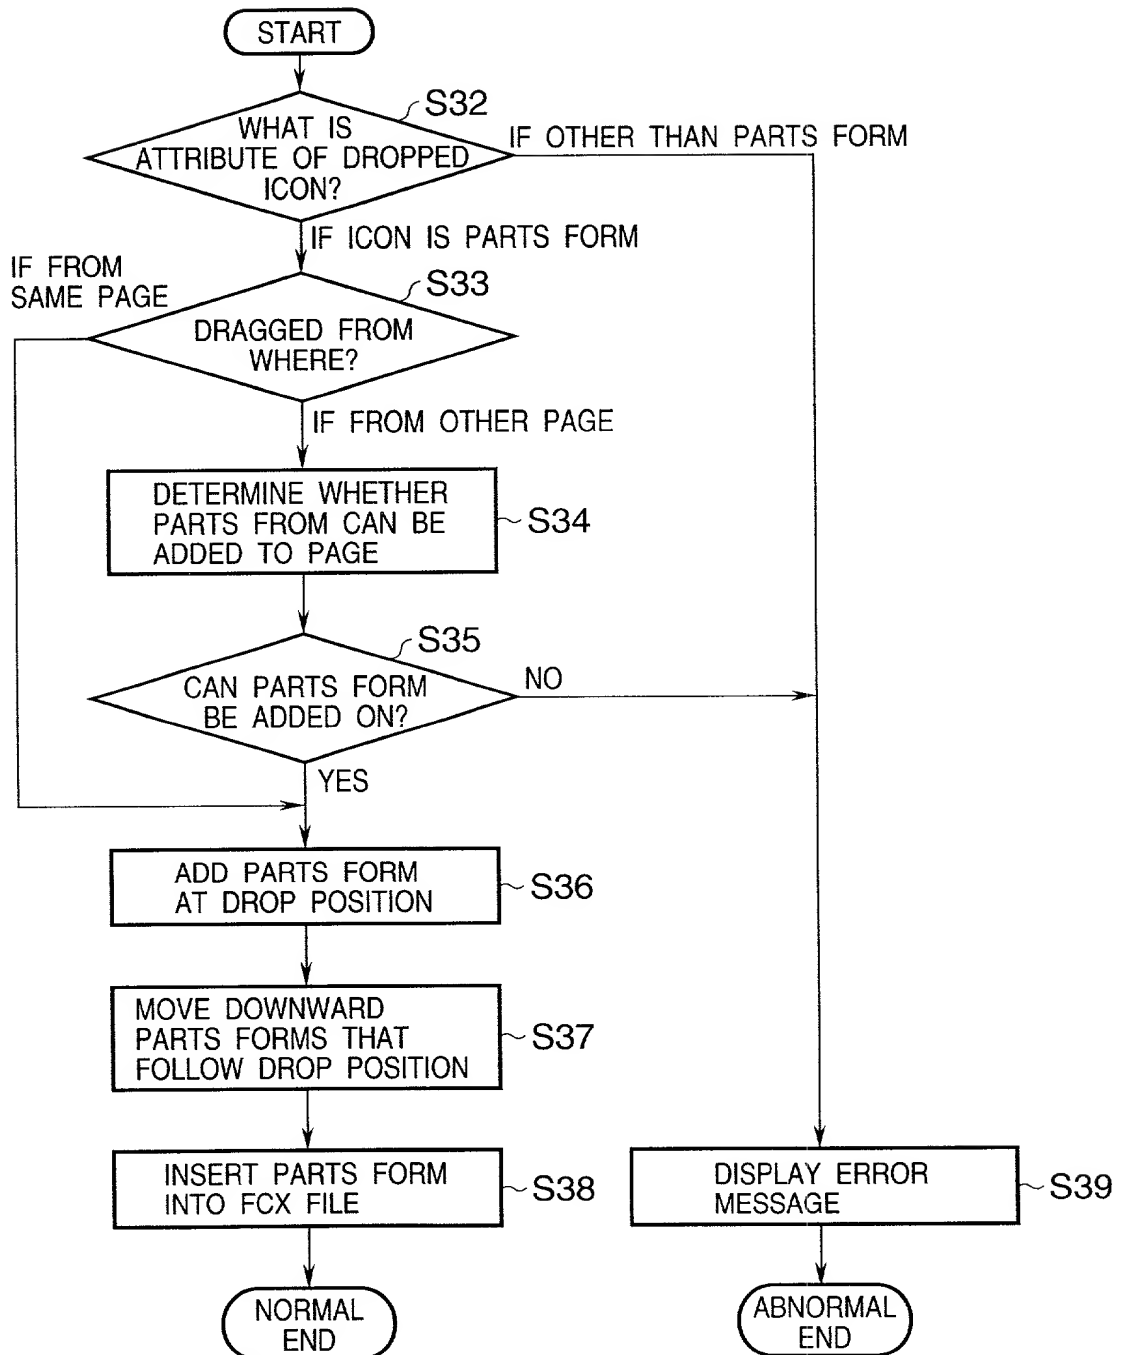 START
S32
WHAT IS
ATTRIBUTE OF DROPPED
ICON?
IF OTHER THAN PARTS FORM
IF ICON IS PARTS FORM
IF FROM
SAME PAGE
S33
DRAGGED FROM
WHERE?
IF FROM OTHER PAGE
DETERMINE WHETHER
PARTS FROM CAN BE
ADDED TO PAGE
S34
S35
CAN PARTS FORM
BE ADDED ON?
NO
YES
ADD PARTS FORM
AT DROP POSITION
S36
MOVE DOWNWARD
PARTS FORMS THAT
FOLLOW DROP POSITION
S37
INSERT PARTS FORM
INTO FCX FILE
S38
DISPLAY ERROR
MESSAGE
S39
NORMAL
END
ABNORMAL
END